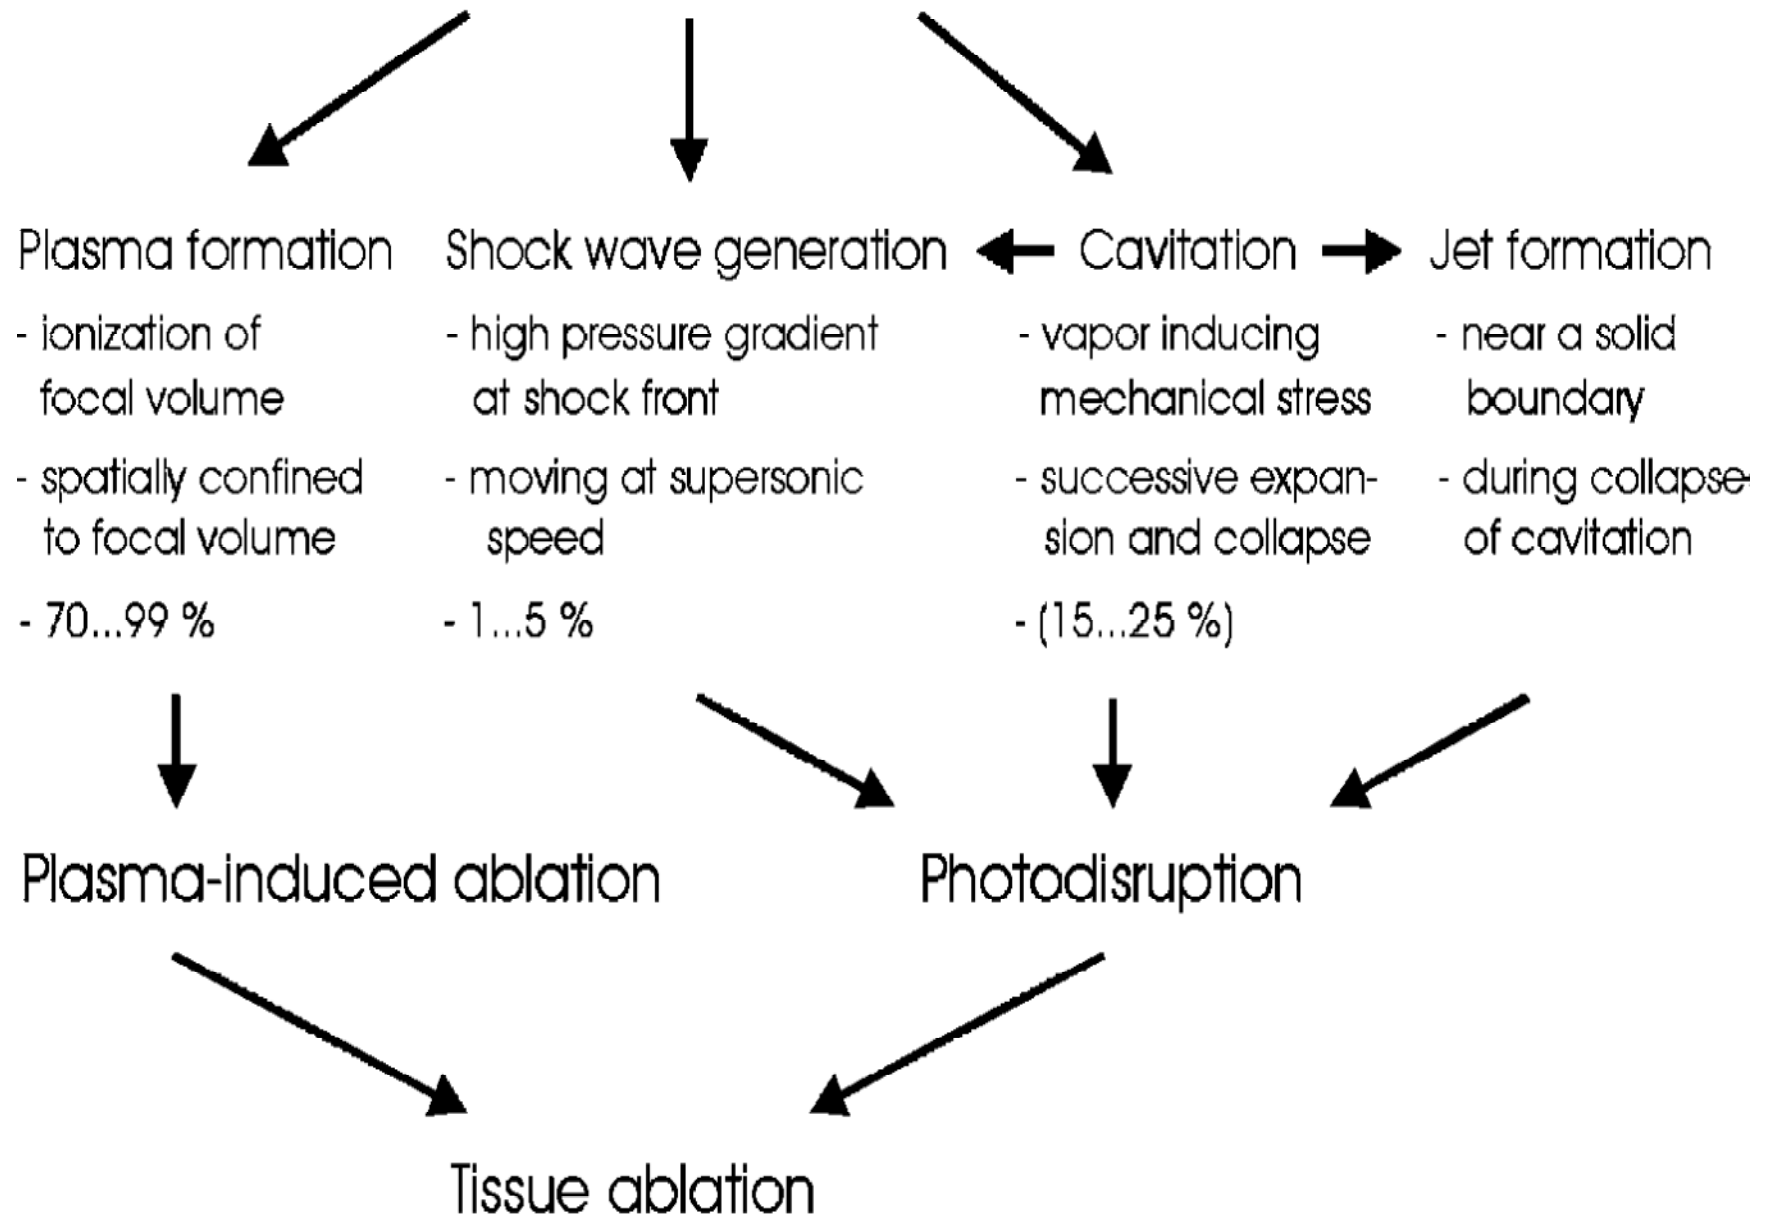 Plasma formation
- ionization of
focal volume
- spatially confined
to focal volume
- 70...99 %
Shock wave generation
- high pressure gradient
at shock front
- moving at supersonic
speed
- 1...5 %
Cavitation
- vapor inducing
mechanical stress
- successive expan-
sion and collapse
- (15...25 %)
Jet formation
- near a solid
boundary
- during collapse
of cavitation
Plasma-induced ablation
Photodisruption
Tissue ablation